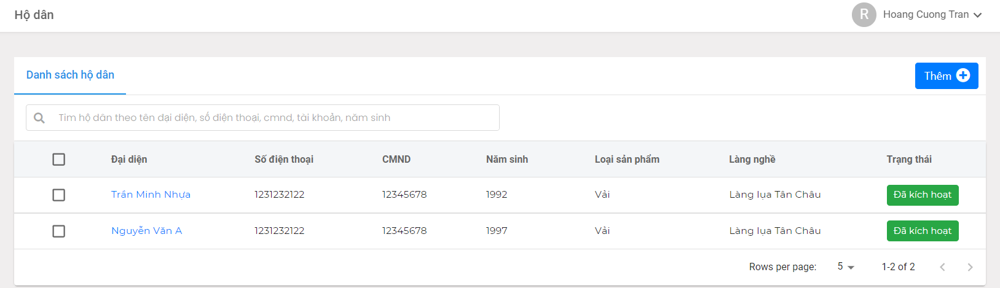 Hộ dân
R Hoang Cuong Tran
Danh sách hộ dân
Thêm
Tìm hộ dân theo tên đại diện, số điện thoại, cmnd, tài khoản, năm sinh
Đại diện Số điện thoại CMND Năm sinh Loại sản phẩm Làng nghề Trạng thái
Trần Minh Nhựa 1231232122 12345678 1992 Vải Làng lụa Tân Châu Đã kích hoạt
Nguyễn Văn A 1231232122 12345678 1997 Vải Làng lụa Tân Châu Đã kích hoạt
Rows per page: 5 1-2 of 2